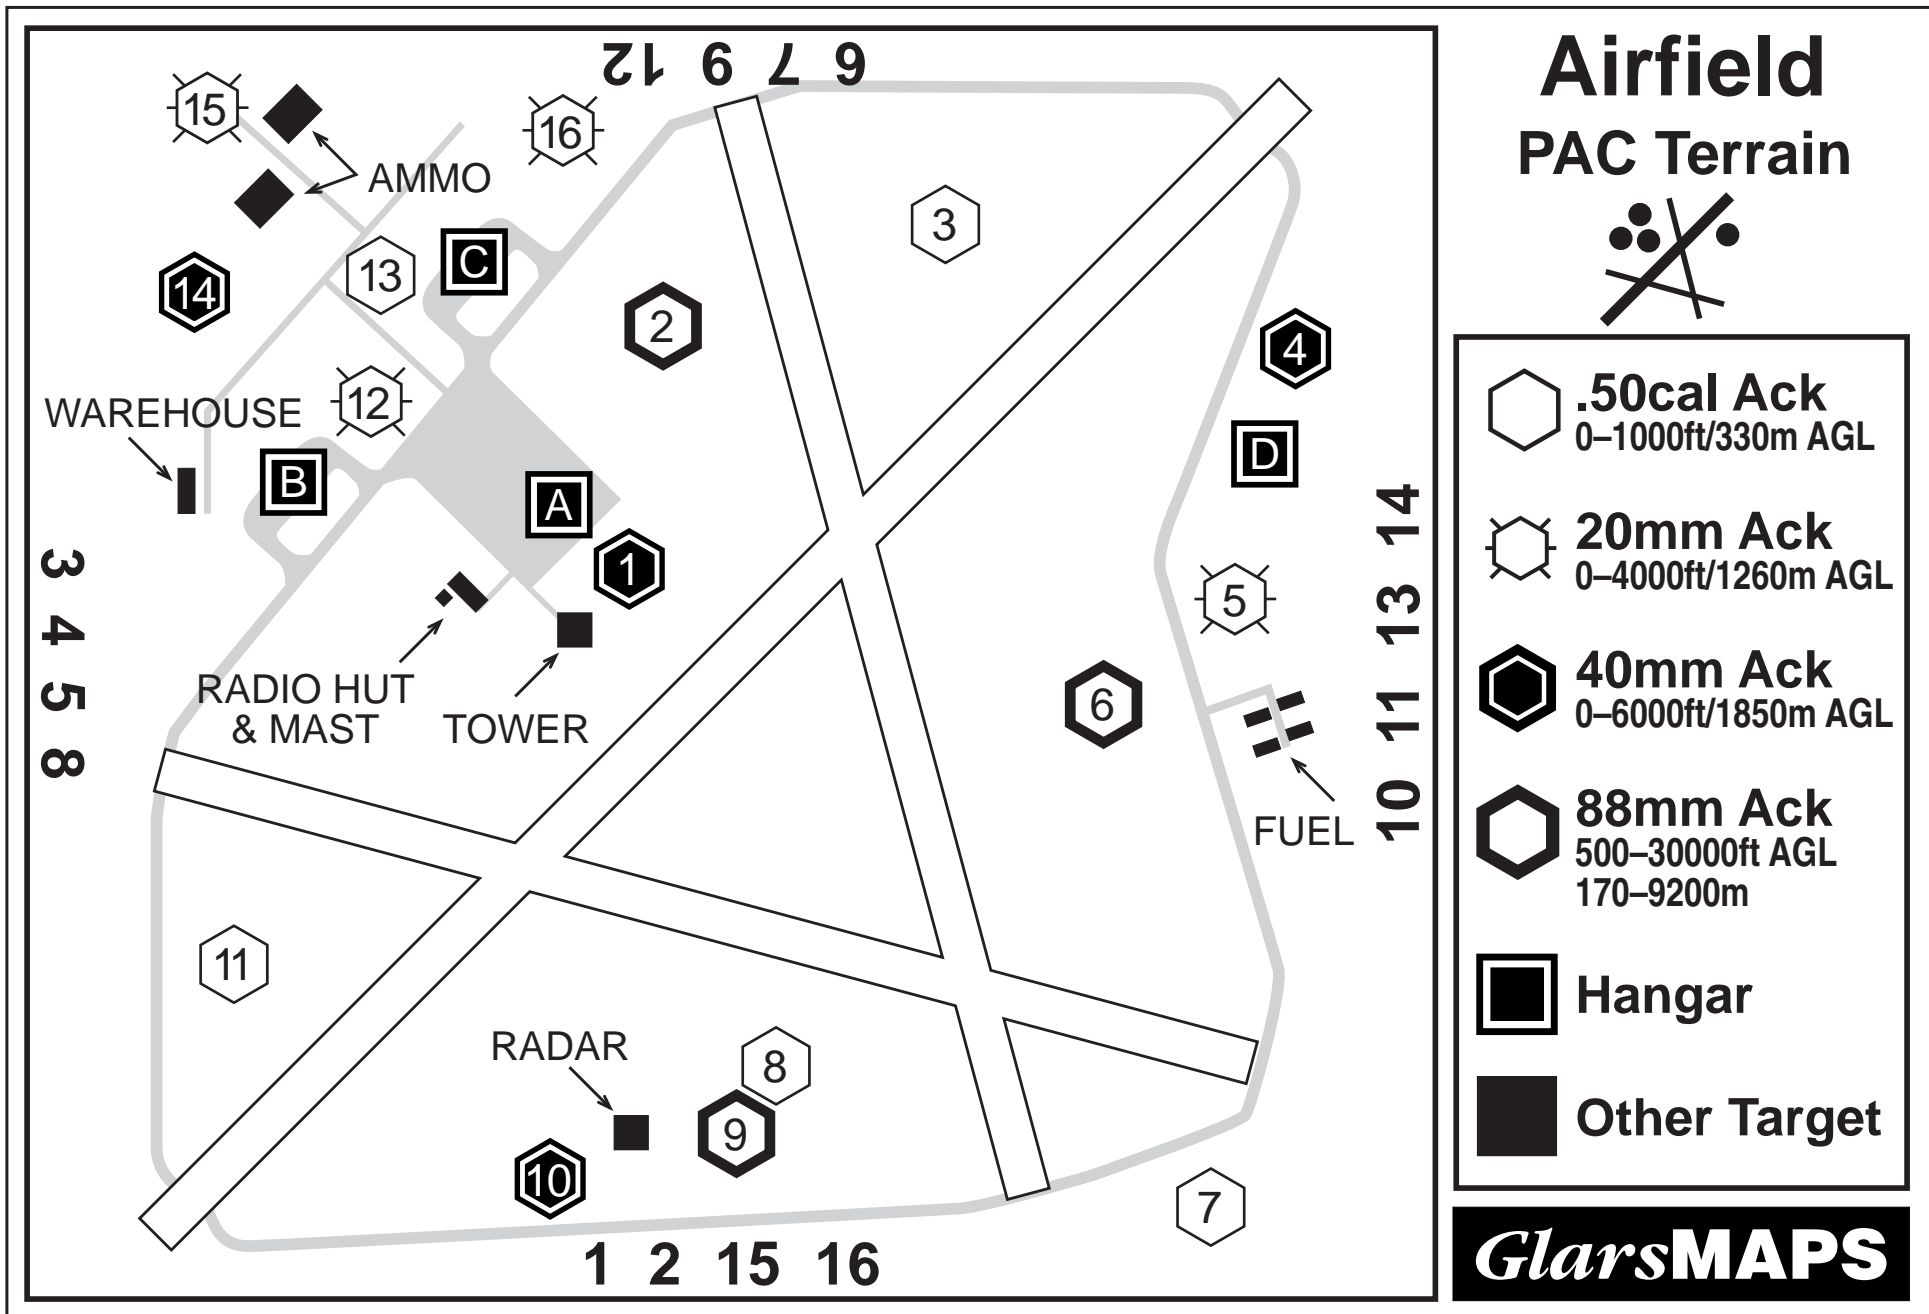 12 9 7 6
Airfield
PAC Terrain
15
16
AMMO
3
C
13
14
2
4
12
WAREHOUSE
B
A
D
1
5
3 4 5 8
14 13 11 10
RADIO HUT
& MAST
TOWER
6
FUEL
11
RADAR
8
9
10
7
1 2 15 16
.50cal Ack
0–1000ft/330m AGL
20mm Ack
0–4000ft/1260m AGL
40mm Ack
0–6000ft/1850m AGL
88mm Ack
500–30000ft AGL
170–9200m
Hangar
Other Target
GlarsMAPS